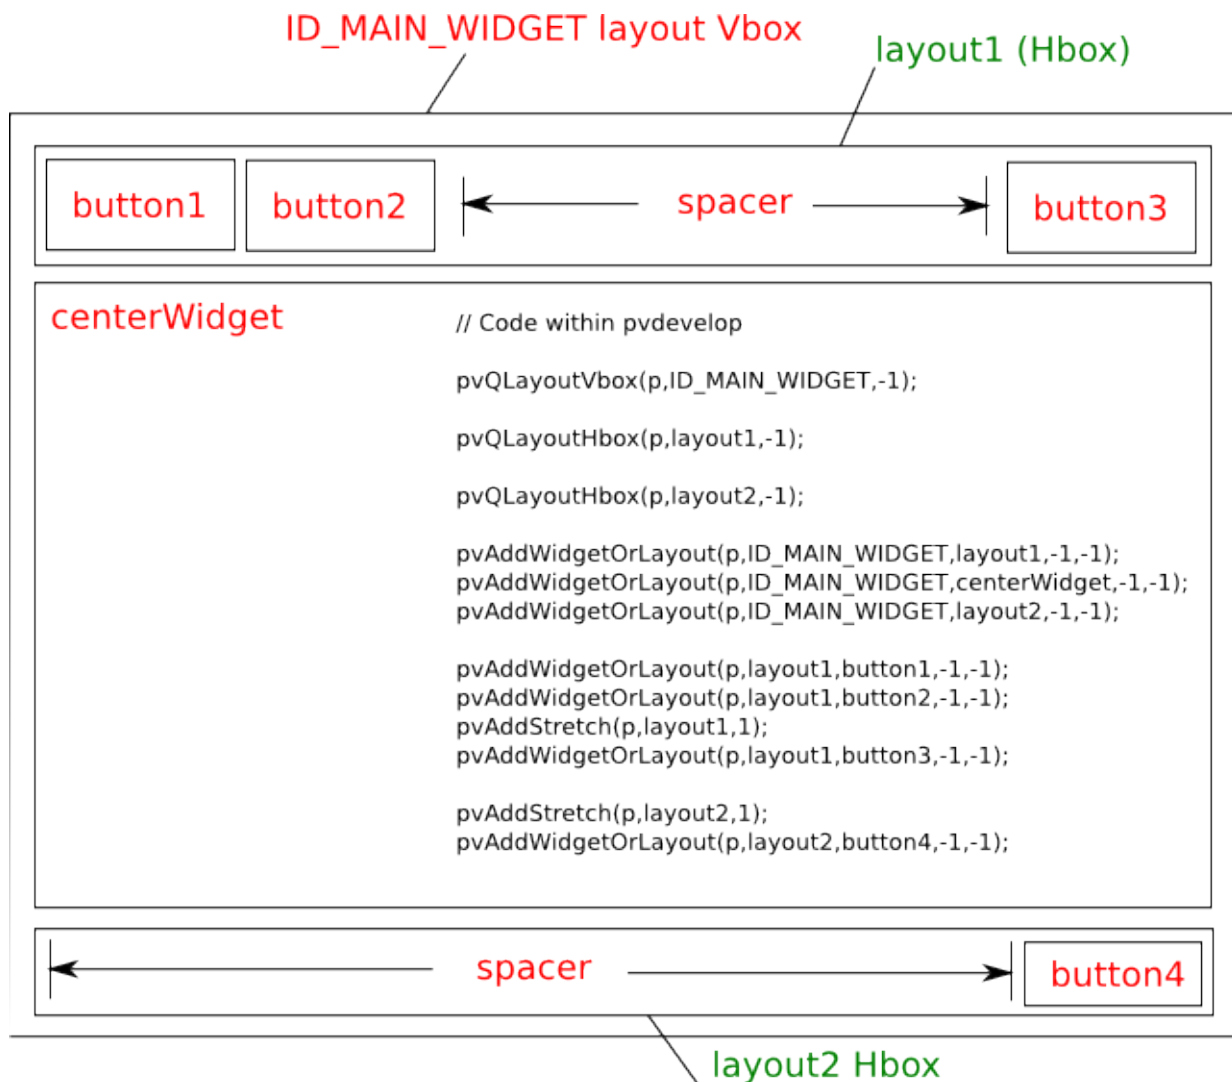 ID_MAIN_WIDGET layout Vbox
layout1 (Hbox)
button1
button2
spacer
button3
centerWidget
// Code within pvdevelop
pvQLayoutVbox(p,ID_MAIN_WIDGET,-1);
pvQLayoutHbox(p,layout1,-1);
pvQLayoutHbox(p,layout2,-1);
pvAddWidgetOrLayout(p,ID_MAIN_WIDGET,layout1,-1,-1);
pvAddWidgetOrLayout(p,ID_MAIN_WIDGET,centerWidget,-1,-1);
pvAddWidgetOrLayout(p,ID_MAIN_WIDGET,layout2,-1,-1);
pvAddWidgetOrLayout(p,layout1,button1,-1,-1);
pvAddWidgetOrLayout(p,layout1,button2,-1,-1);
pvAddStretch(p,layout1,1);
pvAddWidgetOrLayout(p,layout1,button3,-1,-1);
pvAddStretch(p,layout2,1);
pvAddWidgetOrLayout(p,layout2,button4,-1,-1);
spacer
button4
layout2 Hbox